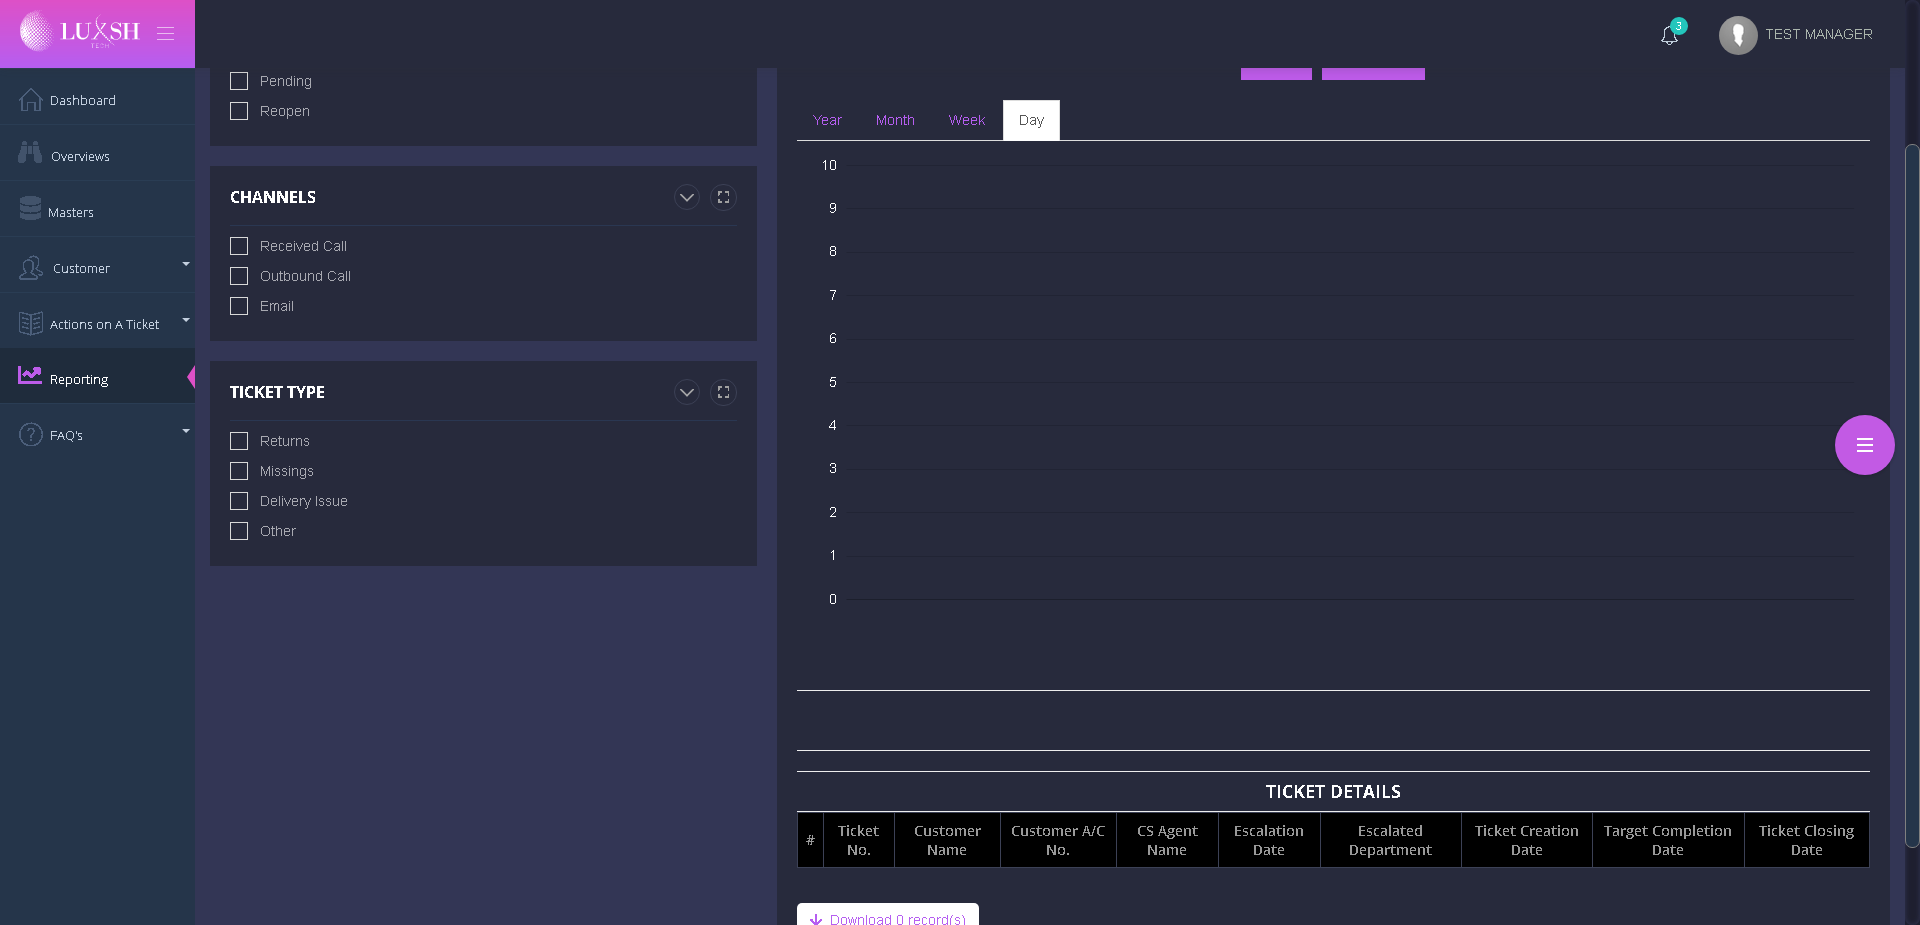 LUXSH
TECH
3
TEST MANAGER
Dashboard
Overviews
Masters
Customer
Actions on A Ticket
Reporting
FAQ's
Pending
Reopen
CHANNELS
Received Call
Outbound Call
Email
TICKET TYPE
Returns
Missings
Delivery Issue
Other
Year Month Week Day
10
9
8
7
6
5
4
3
2
1
0
TICKET DETAILS
# Ticket No. Customer Name Customer A/C No. CS Agent Name Escalation Date Escalated Department Ticket Creation Date Target Completion Date Ticket Closing Date
Download 0 record(s)